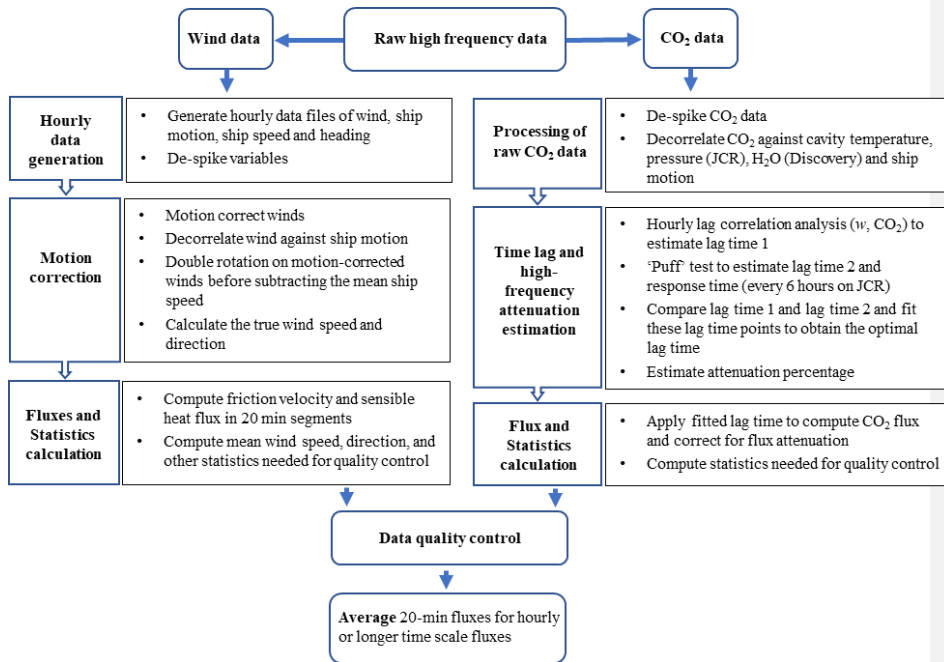 Wind data
Raw high frequency data
CO₂ data
Hourly
data
generation
• Generate hourly data files of wind, ship
motion, ship speed and heading
• De-spike variables
Motion
correction
• Motion correct winds
• Decorrelate wind against ship motion
• Double rotation on motion-corrected
winds before subtracting the mean ship
speed
• Calculate the true wind speed and
direction
Fluxes and
Statistics
calculation
• Compute friction velocity and sensible
heat flux in 20 min segments
• Compute mean wind speed, direction, and
other statistics needed for quality control
Processing of
raw CO₂ data
• De-spike CO₂ data
• Decorrelate CO₂ against cavity temperature,
pressure (JCR), H₂O (Discovery) and ship
motion
Time lag and
high-
frequency
attenuation
estimation
• Hourly lag correlation analysis (w, CO₂) to
estimate lag time 1
• ‘Puff’ test to estimate lag time 2 and
response time (every 6 hours on JCR)
• Compare lag time 1 and lag time 2 and fit
these lag time points to obtain the optimal
lag time
• Estimate attenuation percentage
Flux and
Statistics
calculation
• Apply fitted lag time to compute CO₂ flux
and correct for flux attenuation
• Compute statistics needed for quality control
Data quality control
Average 20-min fluxes for hourly
or longer time scale fluxes